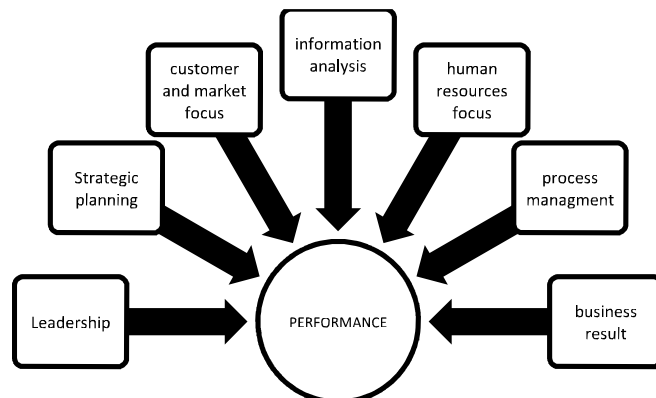 information
analysis
customer
and market
focus
human
resources
focus
Strategic
planning
process
managment
Leadership
PERFORMANCE
business
result